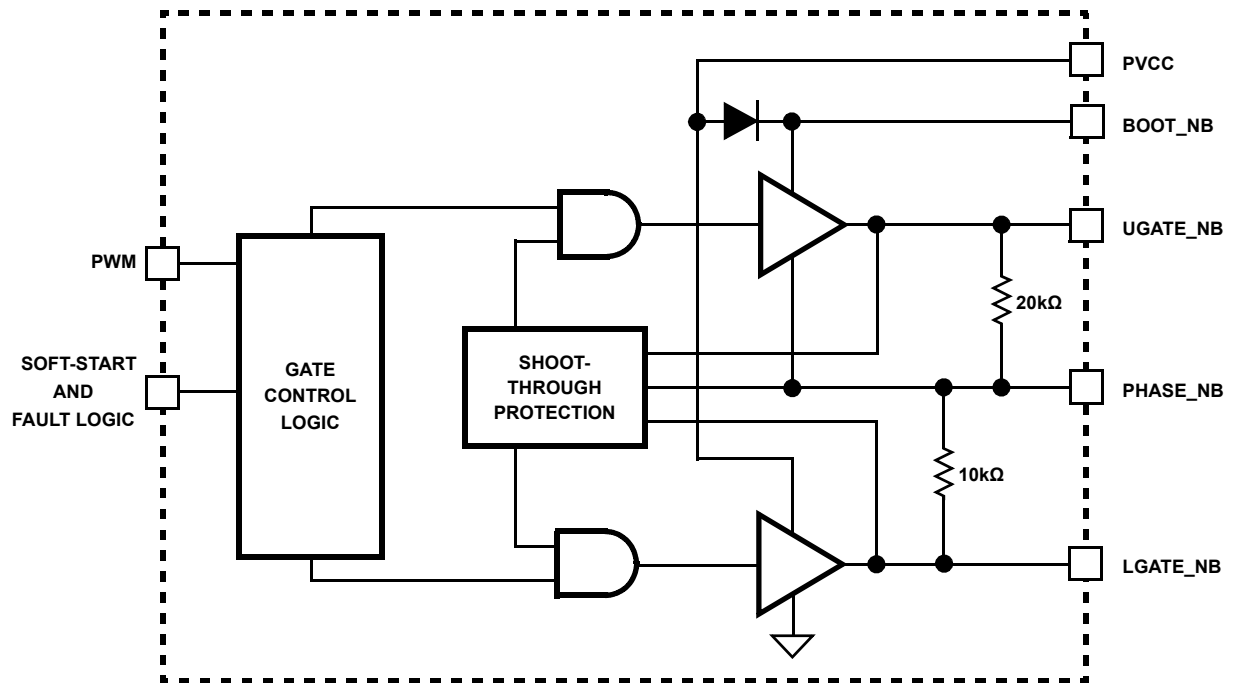 PVCC
BOOT_NB
UGATE_NB
PWM
20kΩ
SOFT-START
AND
FAULT LOGIC
GATE
CONTROL
LOGIC
SHOOT-
THROUGH
PROTECTION
PHASE_NB
10kΩ
LGATE_NB